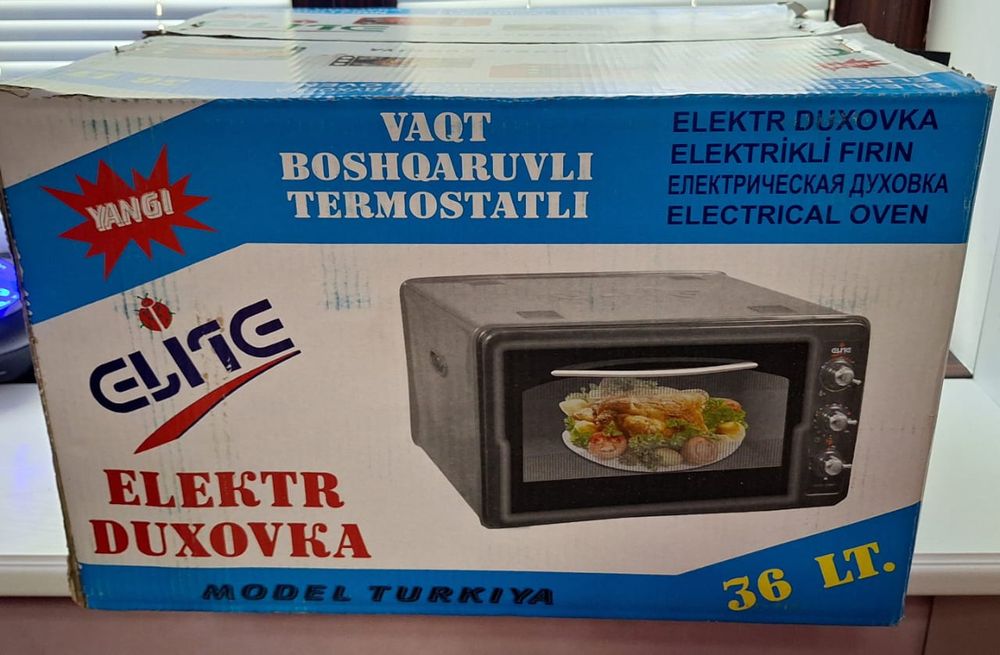 YANGI
VAQT
BOSHQARUVLI
TERMOSTATLI
ELEKTR DUXOVKA
ELEKTRİKLİ FIRIN
ЕЛЕКТРИЧЕСКАЯ ДУХОВКА
ELECTRICAL OVEN
ELITE
ELITE
ELEKTR
DUXOVKA
MODEL TURKIYA
36 LT.